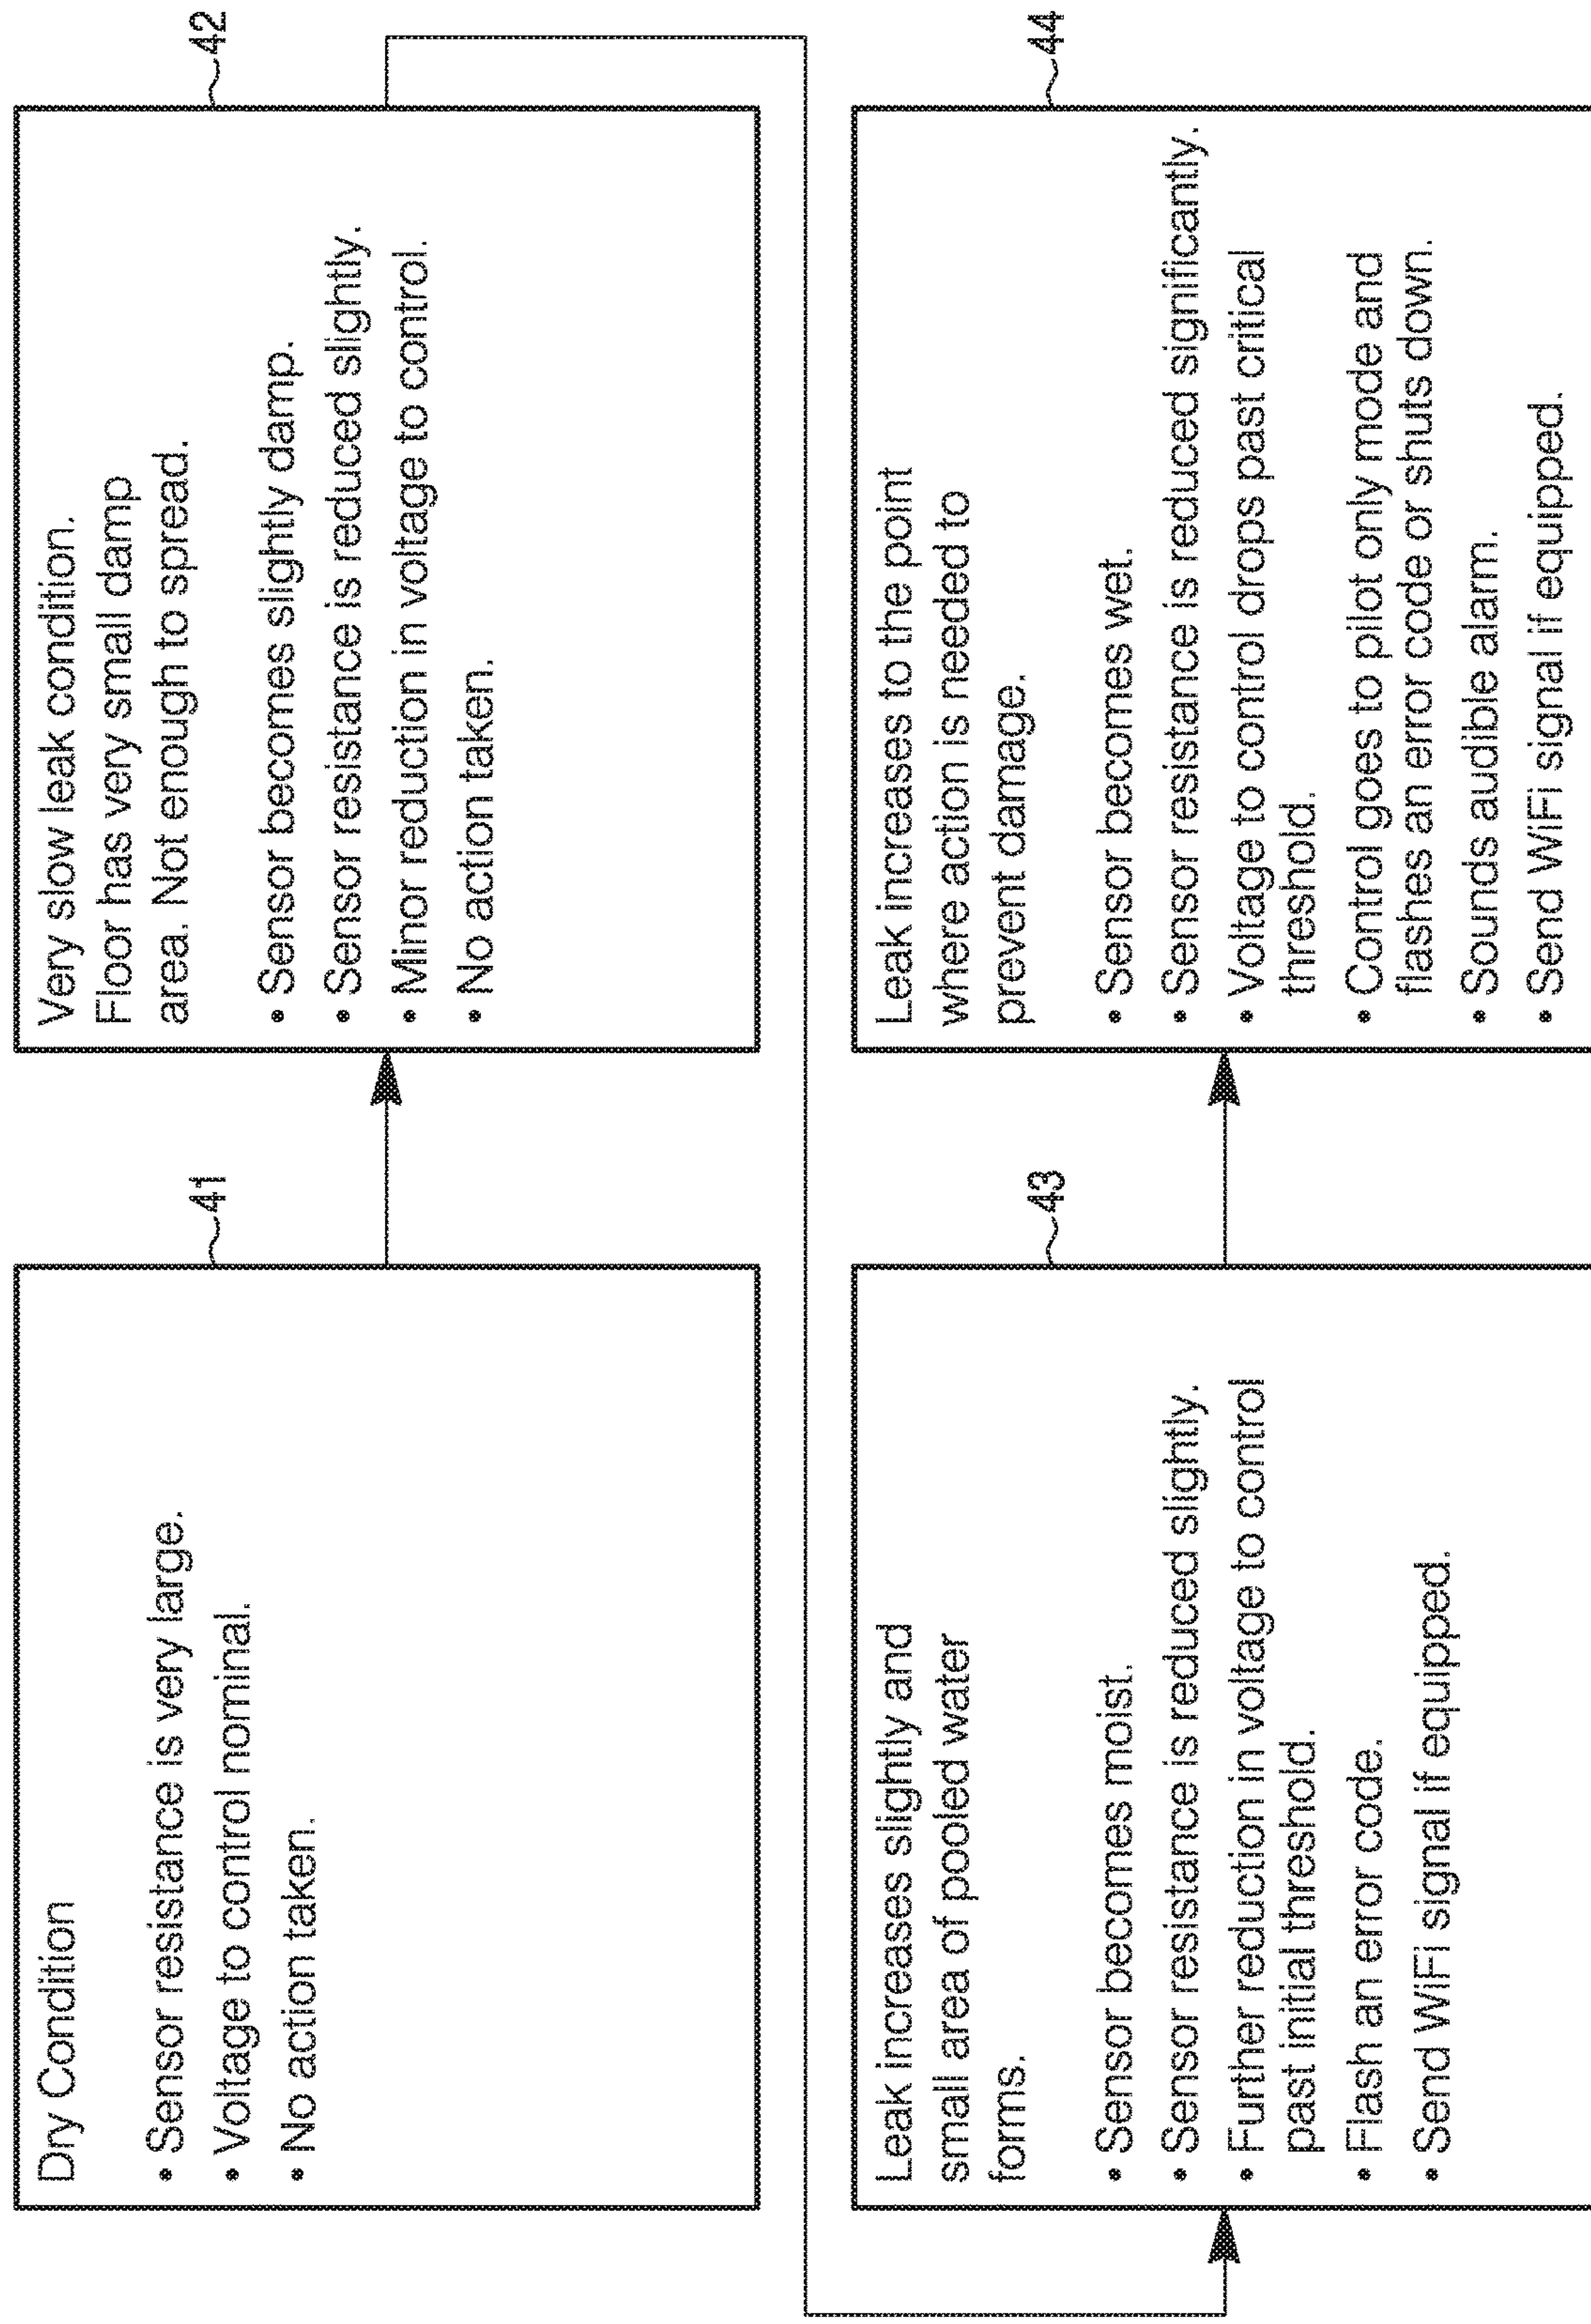 Dry Condition
• Sensor resistance is very large.
• Voltage to control nominal.
• No action taken.
41
Very slow leak condition.
Floor has very small damp
area. Not enough to spread.
• Sensor becomes slightly damp.
• Sensor resistance is reduced slightly.
• Minor reduction in voltage to control.
• No action taken.
42
Leak increases slightly and
small area of pooled water
forms.
• Sensor becomes moist.
• Sensor resistance is reduced slightly.
• Further reduction in voltage to control
past initial threshold.
• Flash an error code.
• Send WiFi signal if equipped.
43
Leak increases to the point
where action is needed to
prevent damage.
• Sensor becomes wet.
• Sensor resistance is reduced significantly.
• Voltage to control drops past critical
threshold.
• Control goes to pilot only mode and
flashes an error code or shuts down.
• Sounds audible alarm.
• Send WiFi signal if equipped.
44